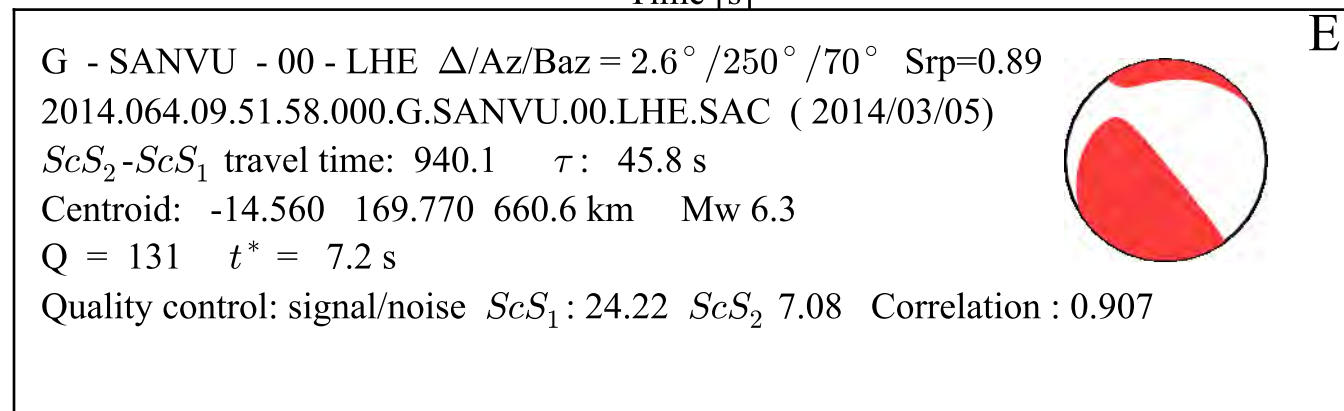 Time [s]
E
G - SANVU - 00 - LHE Δ/Az/Baz = 2.6° /250° /70° Srp=0.89
2014.064.09.51.58.000.G.SANVU.00.LHE.SAC ( 2014/03/05)
ScS₂-ScS₁ travel time: 940.1 τ : 45.8 s
Centroid: -14.560 169.770 660.6 km Mw 6.3
Q = 131 t* = 7.2 s
Quality control: signal/noise ScS₁ : 24.22 ScS₂ 7.08 Correlation : 0.907